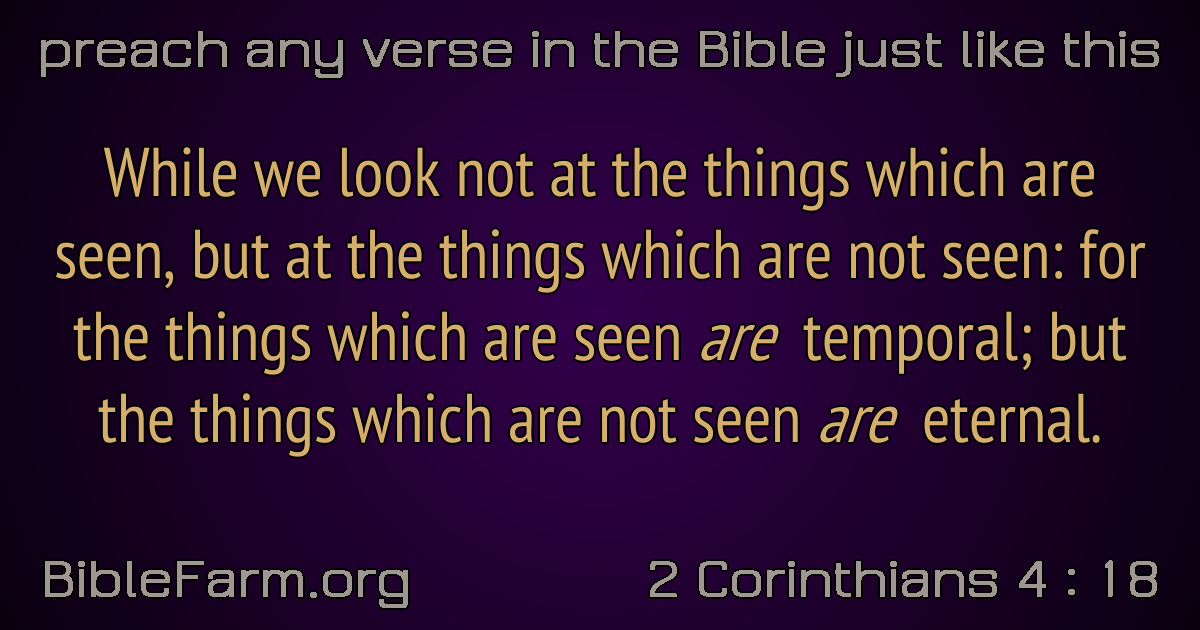 preach any verse in the Bible just like this
While we look not at the things which are
seen, but at the things which are not seen: for
the things which are seen are temporal; but
the things which are not seen are eternal.
BibleFarm.org
2 Corinthians 4 : 18